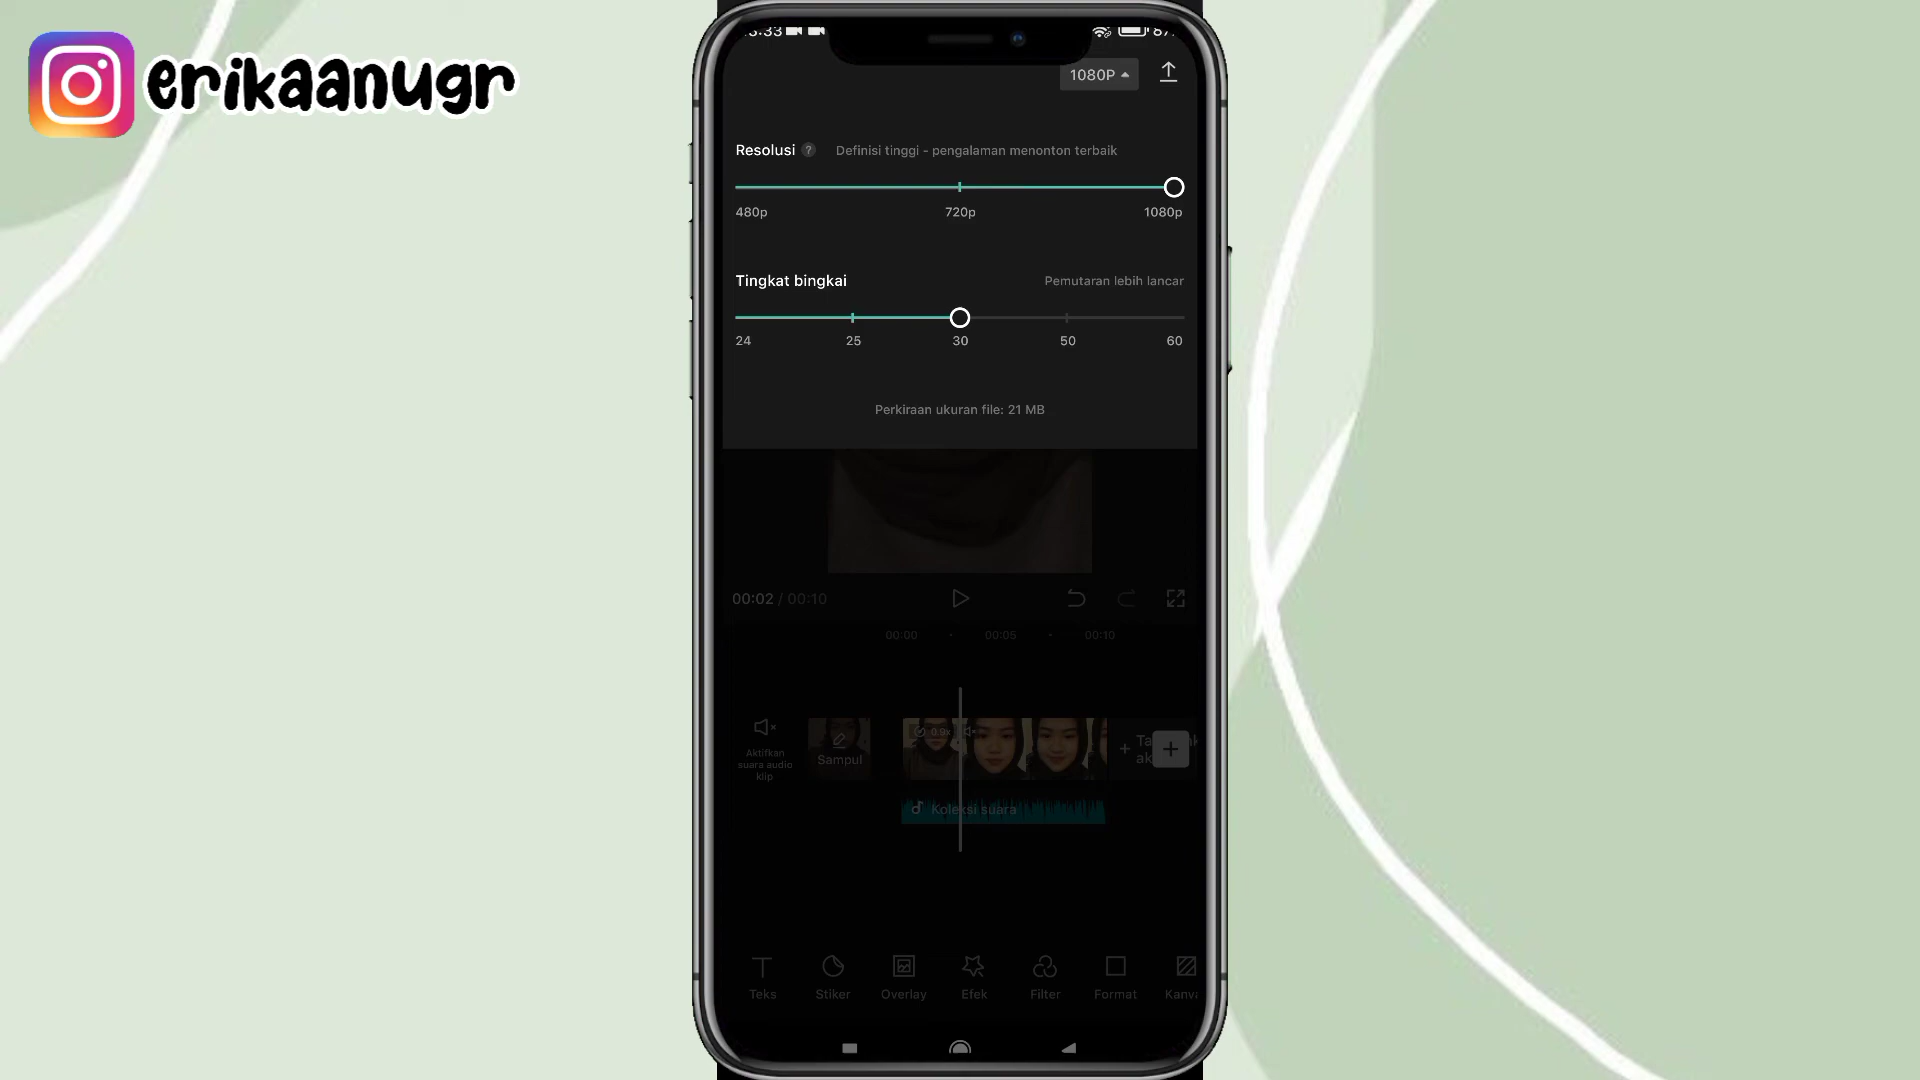 erikaanugr
1080P
Resolusi ? Definisi tinggi - pengalaman menonton terbaik
480p 720p 1080p
Tingkat bingkai Pemutaran lebih lancar
24 25 30 50 60
Perkiraan ukuran file: 21 MB
00:02 / 00:10
00:00 00:05 00:10
0.9x
Aktifkan
suara audio
klip
Sampul
Koleksi suara
Teks Stiker Overlay Efek Filter Format